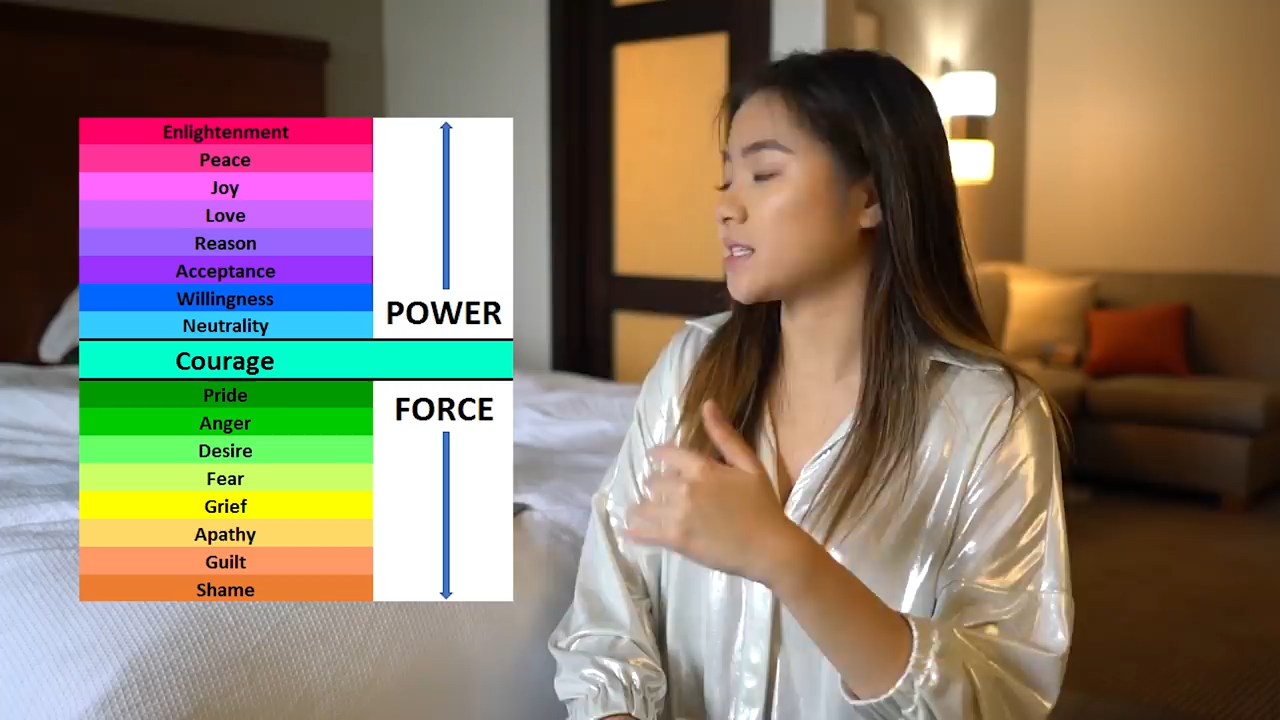 Enlightenment
Peace
Joy
Love
Reason
Acceptance
Willingness
POWER
Neutrality
Courage
Pride
FORCE
Anger
Desire
Fear
Grief
Apathy
Guilt
Shame